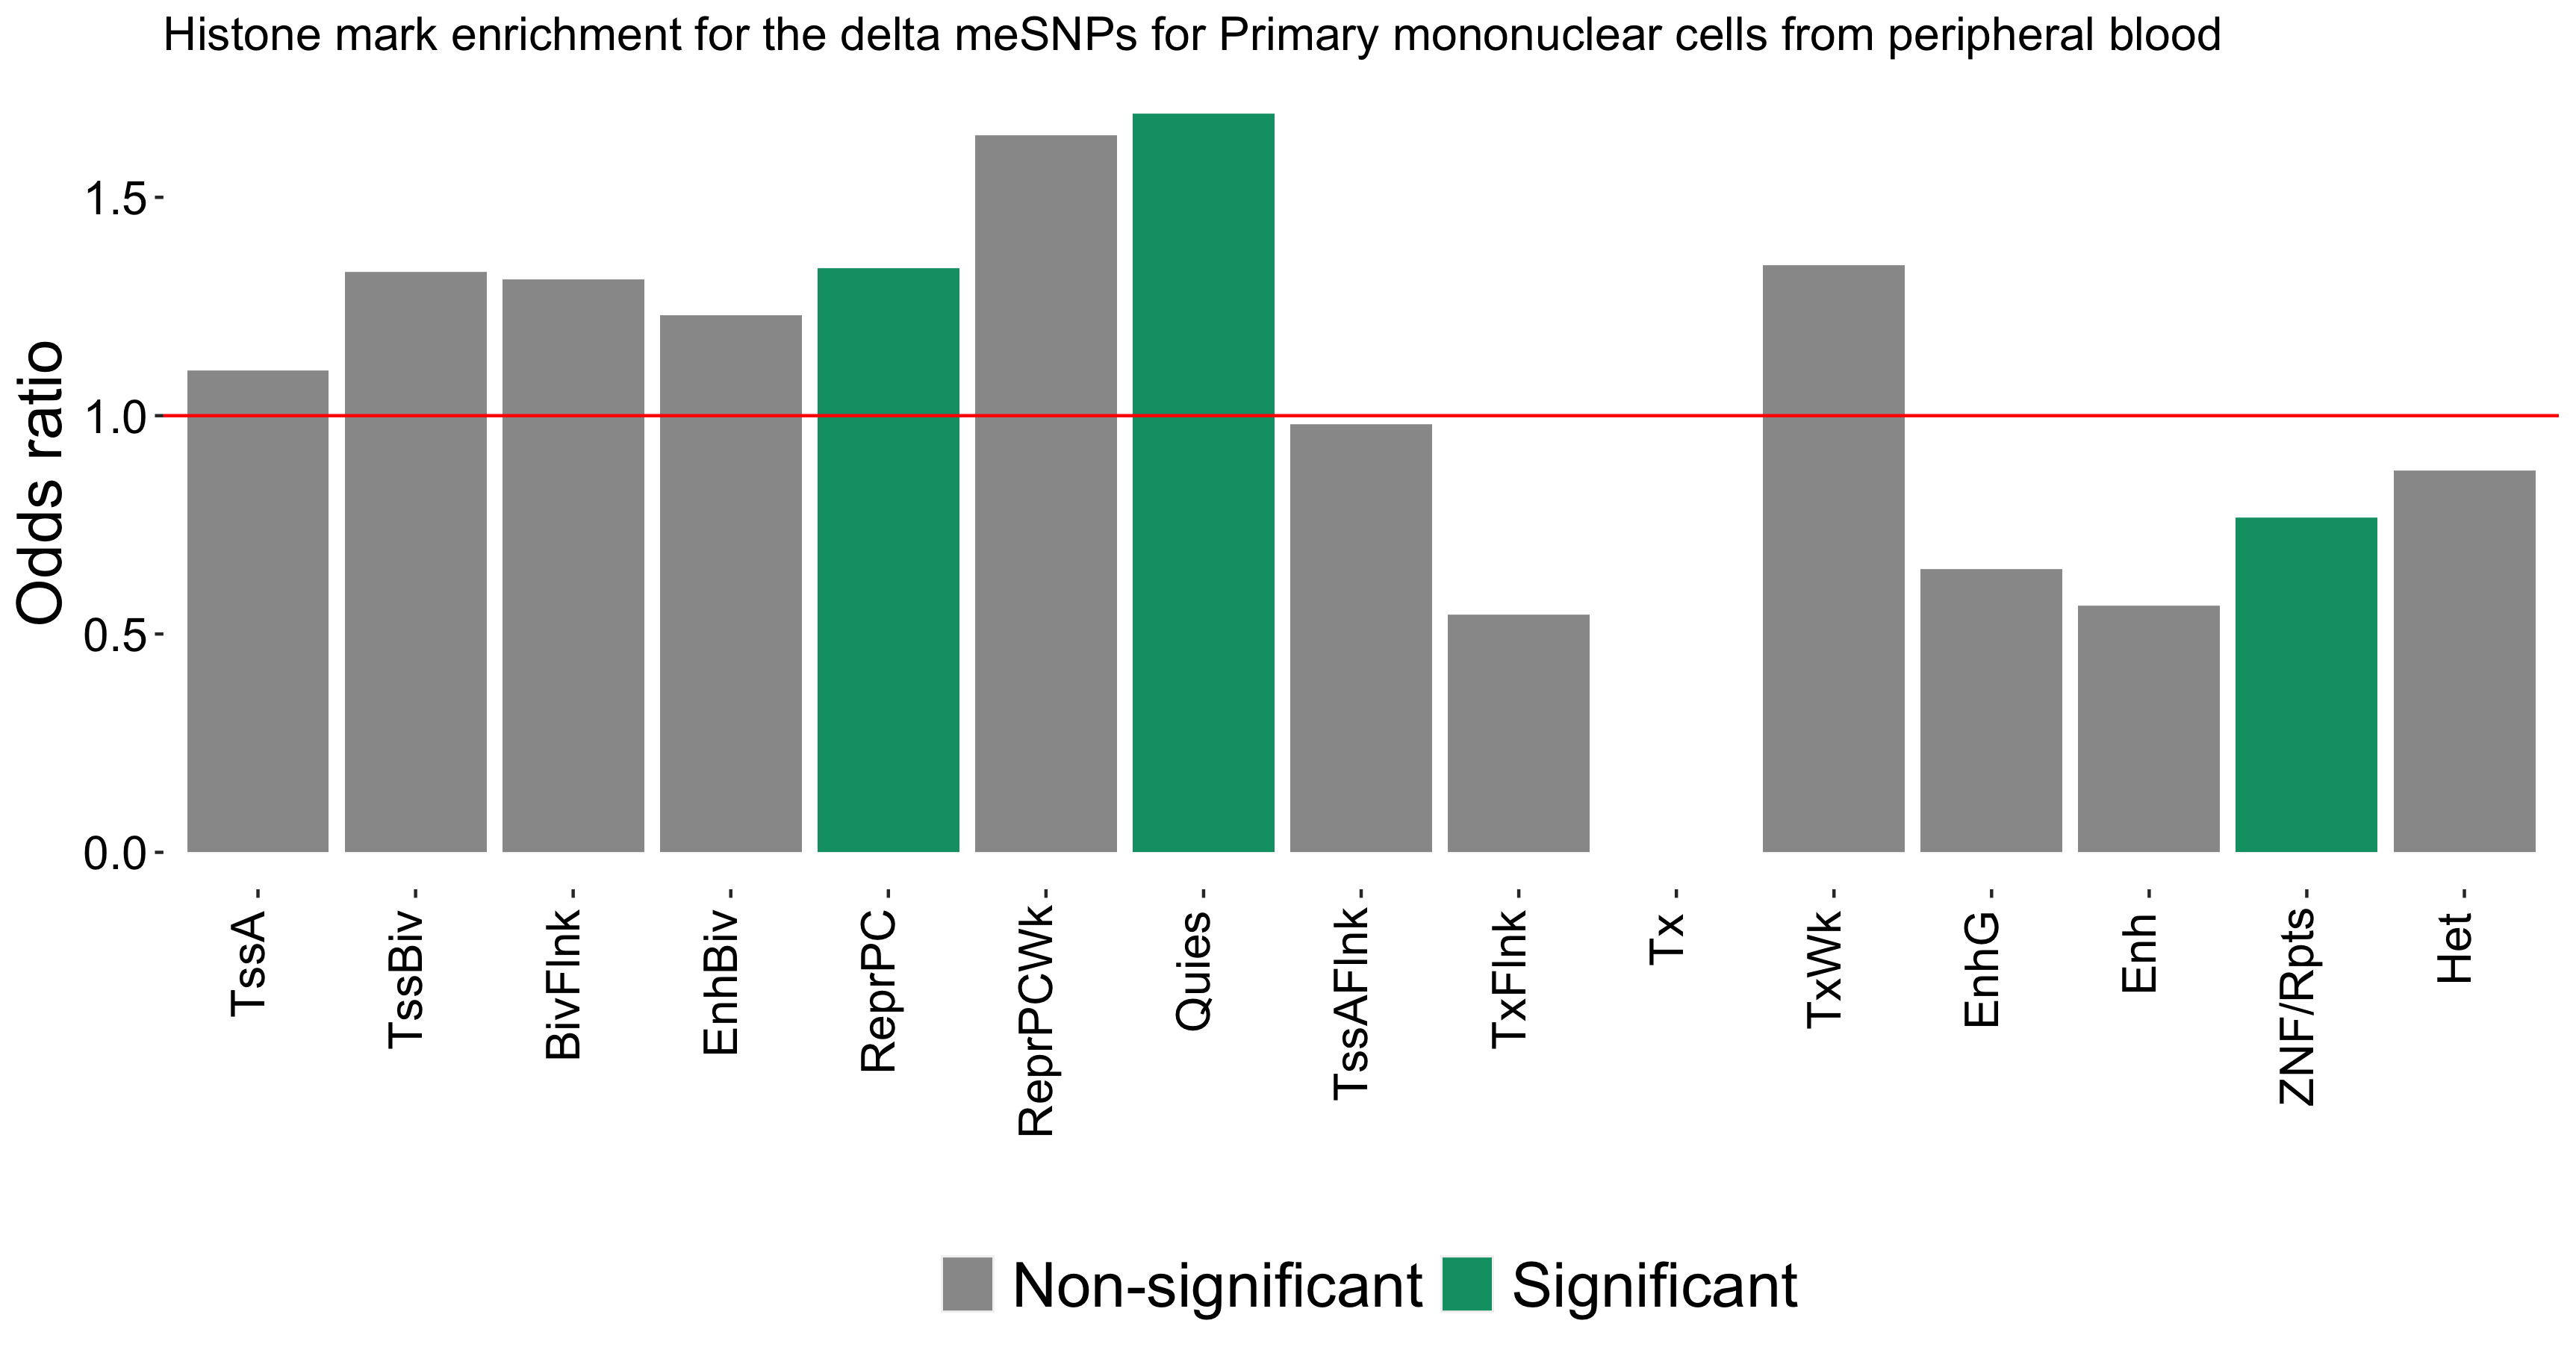 Histone mark enrichment for the delta meSNPs for Primary mononuclear cells from peripheral blood
Odds ratio
1.5
1.0
0.5
0.0
TssA
TssBiv
BivFlnk
EnhBiv
ReprPC
ReprPCWk
Quies
TssAFlnk
TxFlnk
Tx
TxWk
EnhG
Enh
ZNF/Rpts
Het
Non-significant
Significant